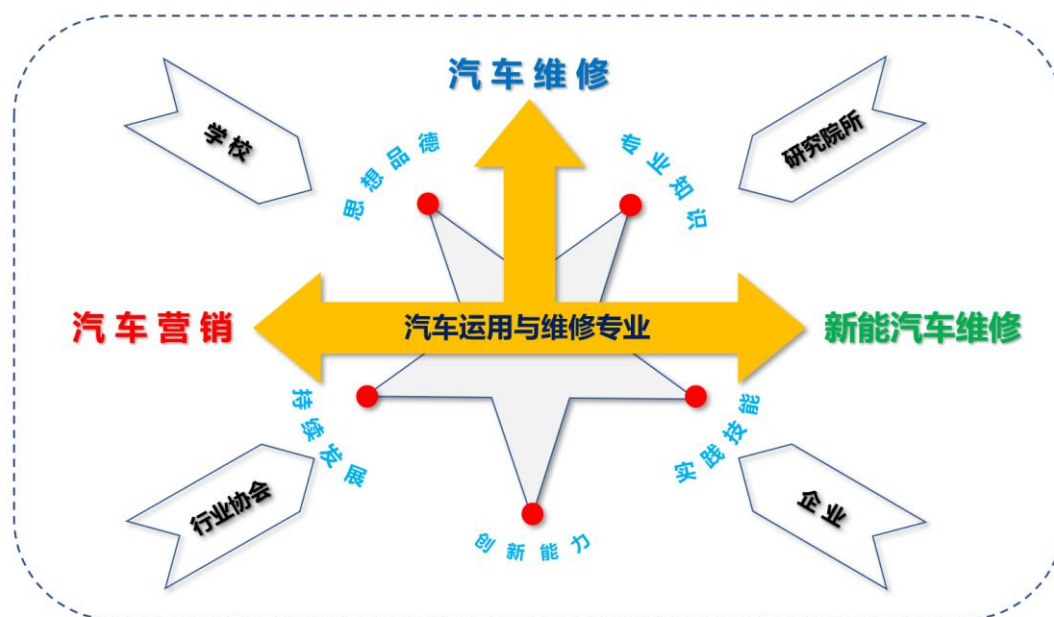 汽车维修
学校
研究院所
思想品德
专业知识
汽车营销
汽车运用与维修专业
新能汽车维修
持续发展
实践技能
行业协会
企业
创新能力